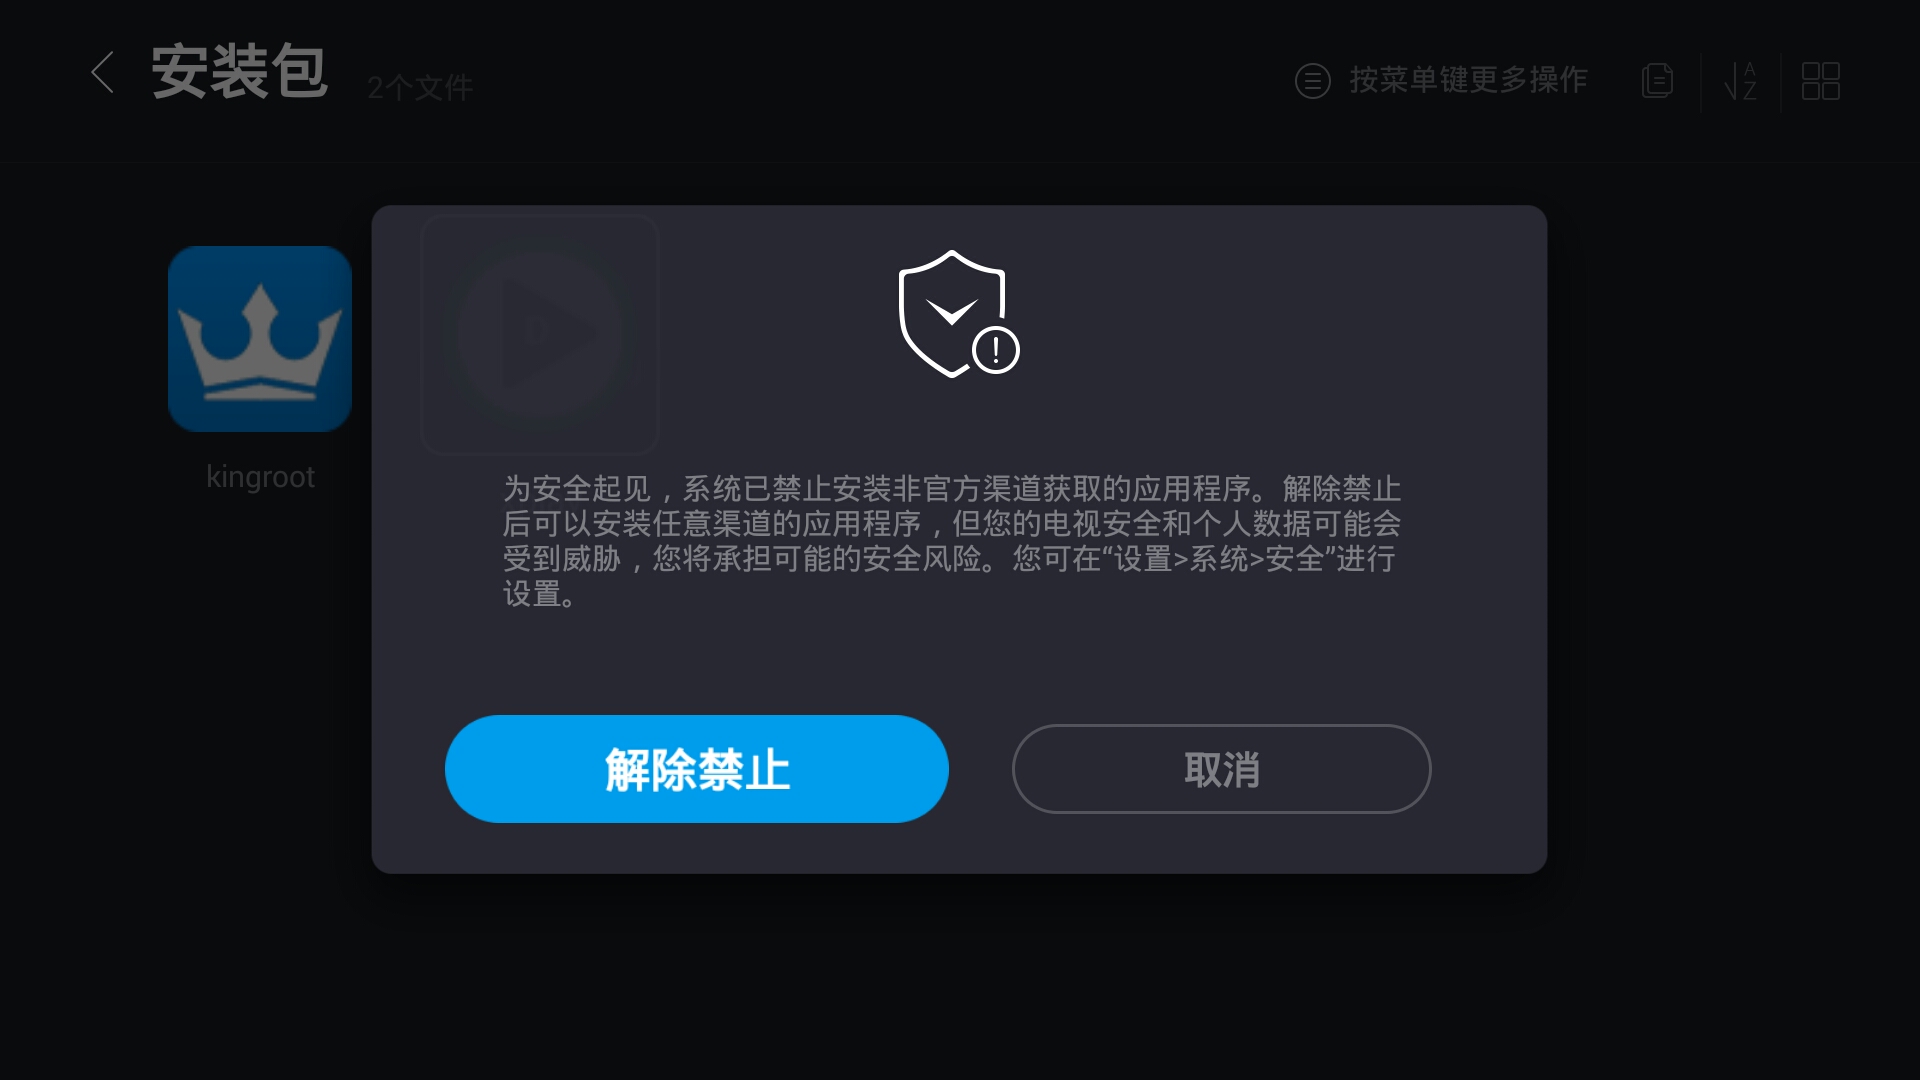 安装包
2个文件
按菜单键更多操作
A
Z
kingroot
为安全起见，系统已禁止安装非官方渠道获取的应用程序。解除禁止
后可以安装任意渠道的应用程序，但您的电视安全和个人数据可能会
受到威胁，您将承担可能的安全风险。您可在“设置>系统>安全”进行
设置。
解除禁止
取消